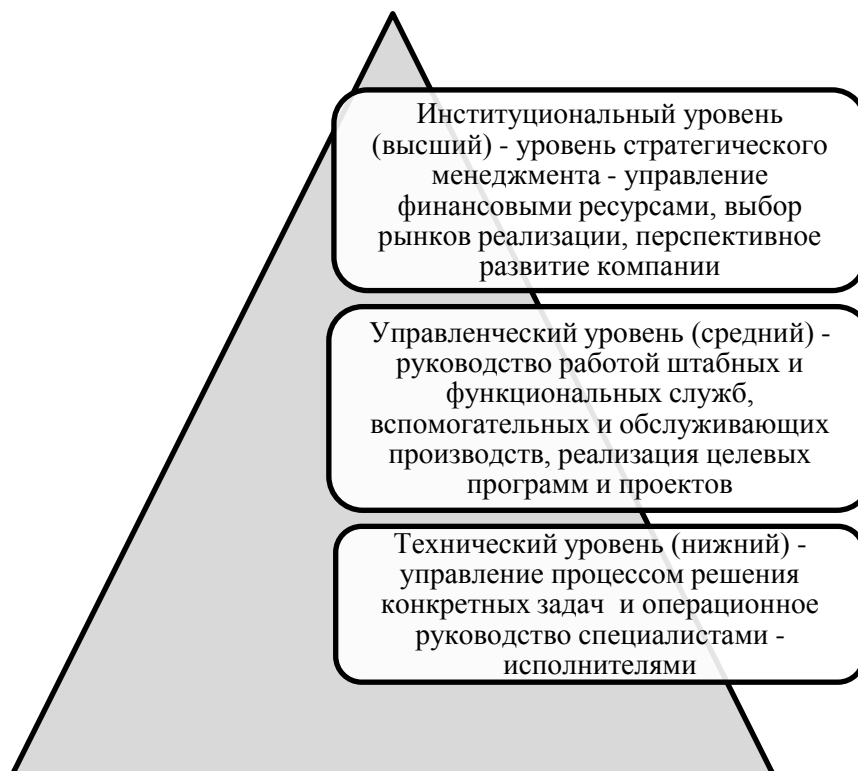 Институциональный уровень
(высший) - уровень стратегического
менеджмента - управление
финансовыми ресурсами, выбор
рынков реализации, перспективное
развитие компании
Управленческий уровень (средний) -
руководство работой штабных и
функциональных служб,
вспомогательных и обслуживающих
производств, реализация целевых
программ и проектов
Технический уровень (нижний) -
управление процессом решения
конкретных задач  и операционное
руководство специалистами -
исполнителями